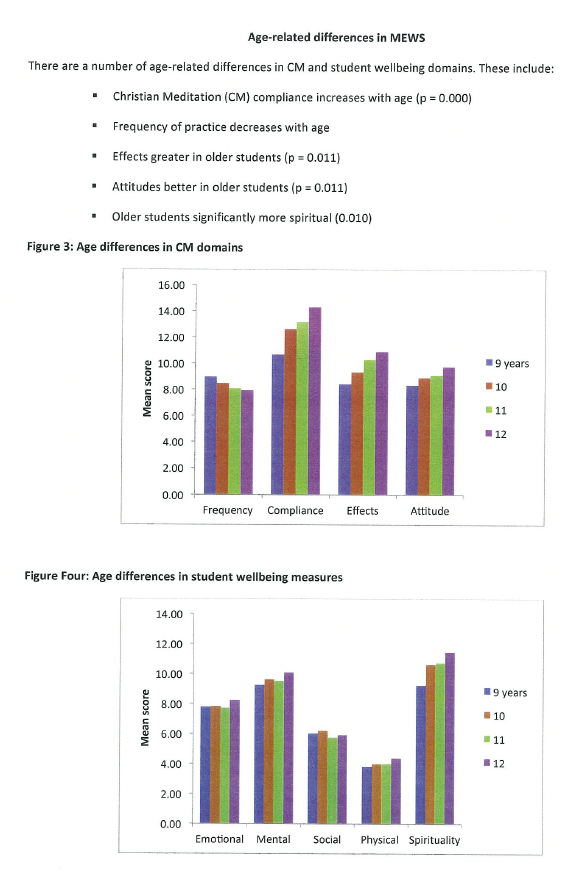 Age-related differences in MEWS
There are a number of age-related differences in CM and student wellbeing domains. These include:
▪ Christian Meditation (CM) compliance increases with age (p = 0.000)
▪ Frequency of practice decreases with age
▪ Effects greater in older students (p = 0.011)
▪ Attitudes better in older students (p = 0.011)
▪ Older students significantly more spiritual (0.010)
Figure 3: Age differences in CM domains
16.00
14.00
12.00
10.00
8.00
6.00
4.00
2.00
0.00
Mean score
Frequency Compliance Effects Attitude
9 years
10
11
12
Figure Four: Age differences in student wellbeing measures
14.00
12.00
10.00
8.00
6.00
4.00
2.00
0.00
Mean score
Emotional Mental Social Physical Spirituality
9 years
10
11
12